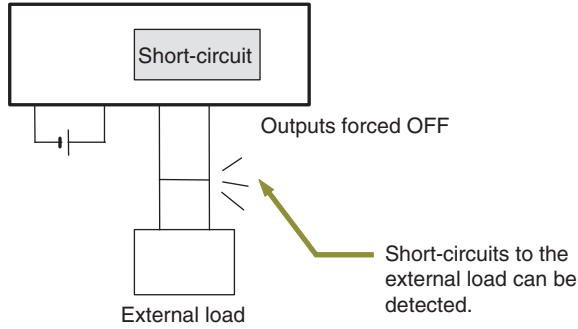 Short-circuit
Outputs forced OFF
Short-circuits to the
external load can be
detected.
External load